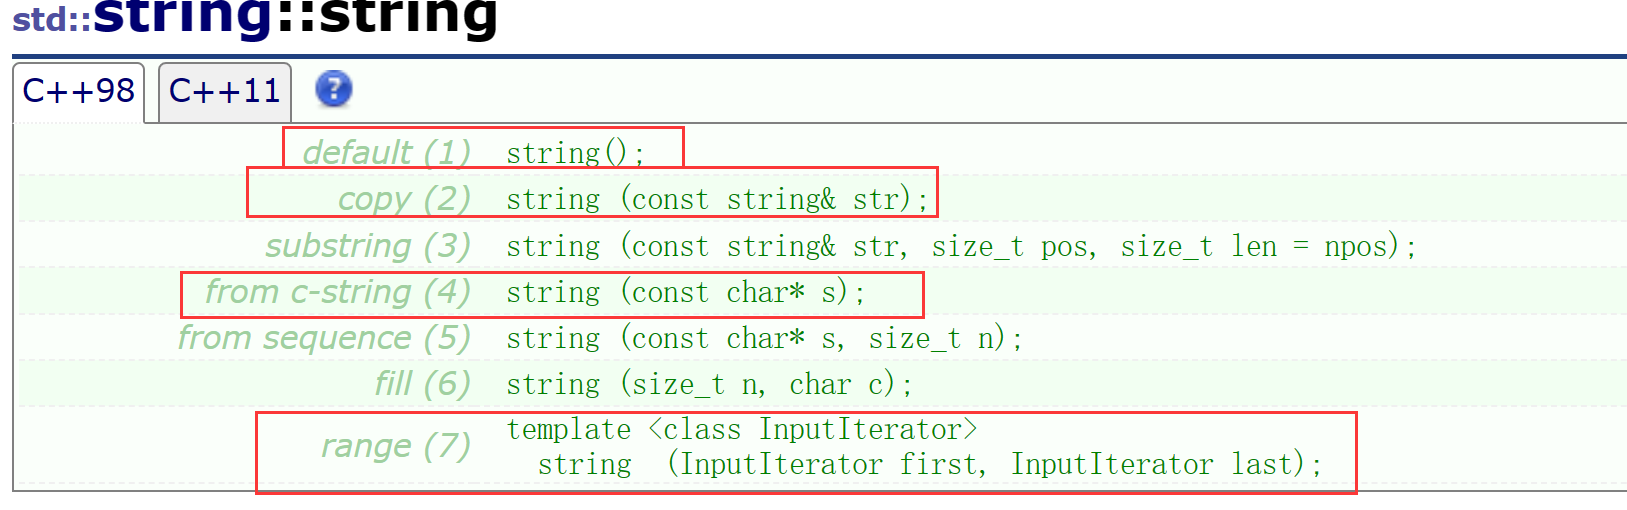 std::string::string
C++98 C++11 ?
default (1) string();
copy (2) string (const string& str);
substring (3) string (const string& str, size_t pos, size_t len = npos);
from c-string (4) string (const char* s);
from sequence (5) string (const char* s, size_t n);
fill (6) string (size_t n, char c);
range (7) template <class InputIterator>
string (InputIterator first, InputIterator last);